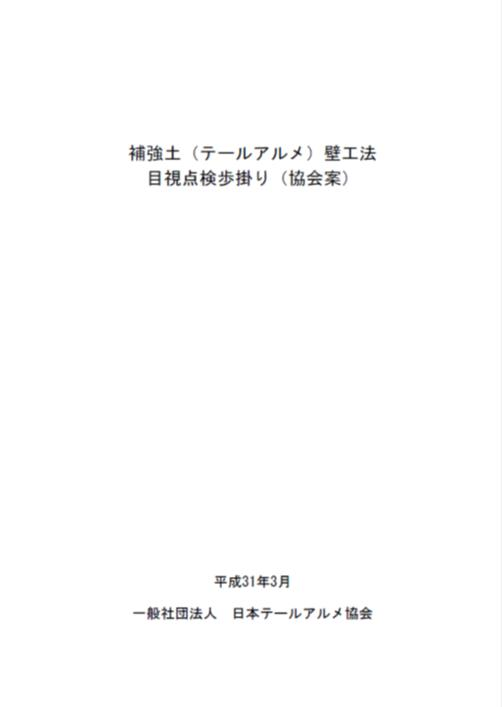 補強土（テールアルメ）壁工法
目視点検歩掛り（協会案）
平成31年3月
一般社団法人　日本テールアルメ協会